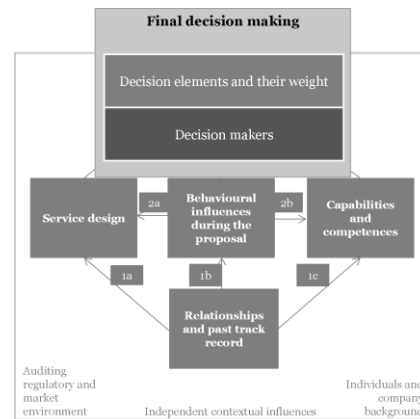 Final decision making
Decision elements and their weight
Decision makers
Service design
2a
Behavioural
influences
during the
proposal
2b
Capabilities
and
competences
1a
1b
1c
Relationships
and past track
record
Auditing
regulatory and
market
environment
Independent contextual influences
Individuals and
company
background